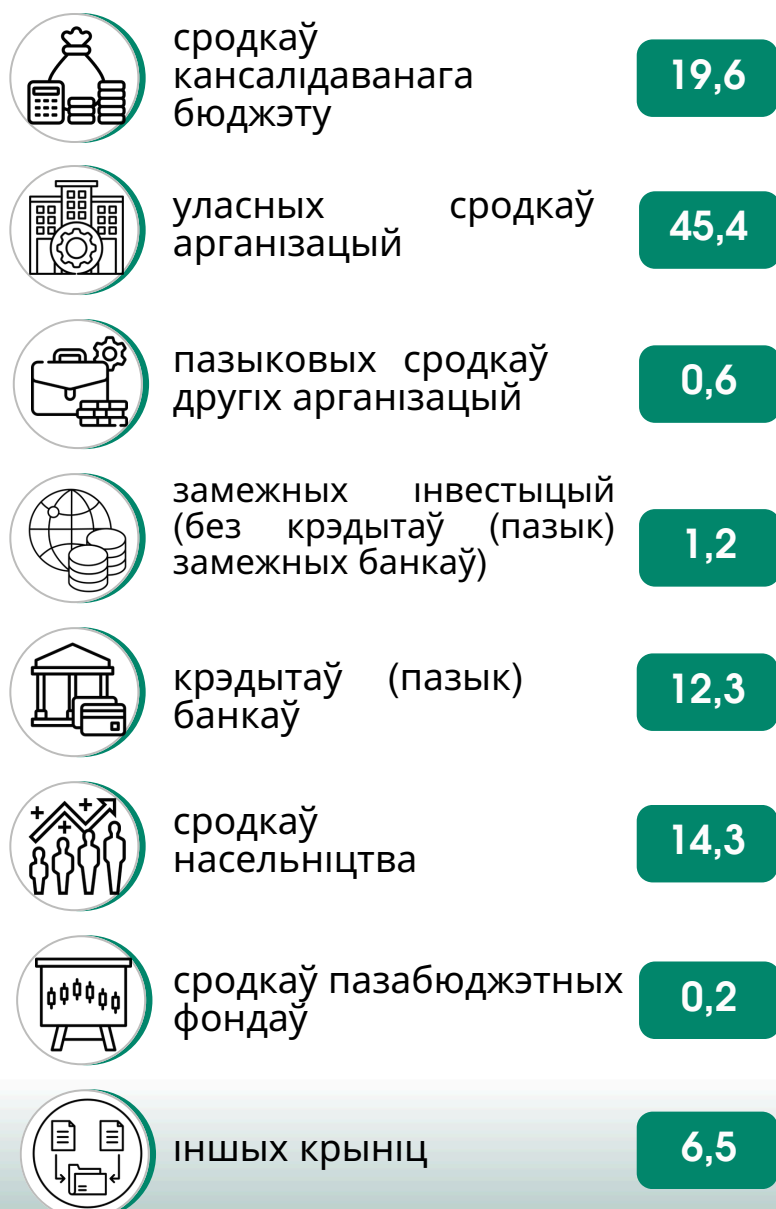 сродкаў
кансалідаванага
бюджэту
19,6
уласных сродкаў
арганізацый
45,4
пазыковых сродкаў
другіх арганізацый
0,6
замежных інвестыцый
(без крэдытаў (пазык)
замежных банкаў)
1,2
крэдытаў (пазык)
банкаў
12,3
сродкаў
насельніцтва
14,3
сродкаў пазабюджэтных
фондаў
0,2
іншых крыніц
6,5